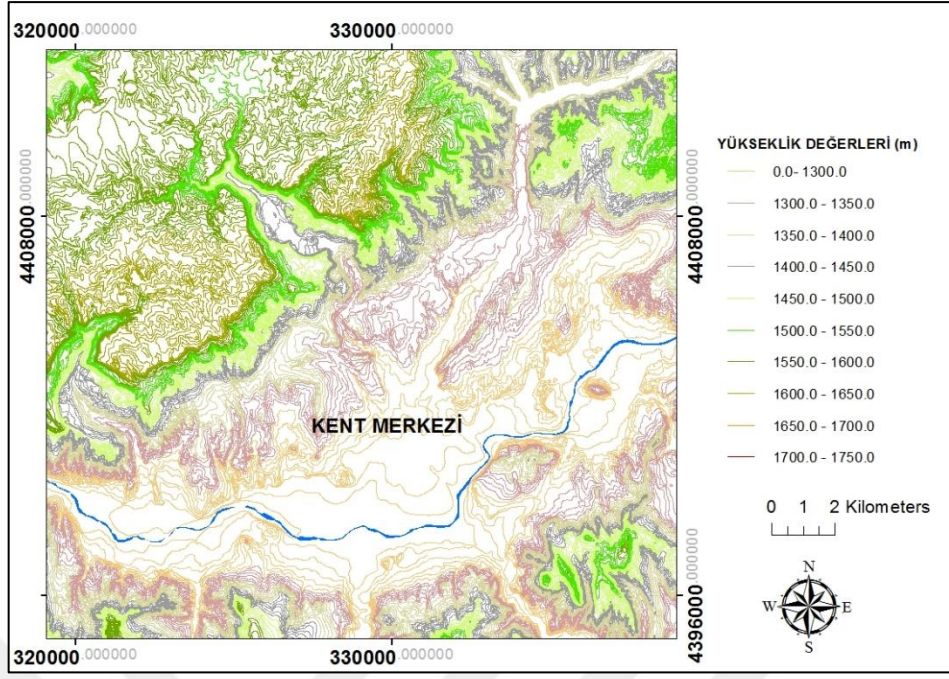 320000.000000 330000.000000
4408000.000000
4408000.000000
4396000.000000
320000.000000 330000.000000
KENT MERKEZİ
YÜKSEKLİK DEĞERLERİ (m)
0.0- 1300.0
1300.0 - 1350.0
1350.0 - 1400.0
1400.0 - 1450.0
1450.0 - 1500.0
1500.0 - 1550.0
1550.0 - 1600.0
1600.0 - 1650.0
1650.0 - 1700.0
1700.0 - 1750.0
0 1 2 Kilometers
N
W E
S